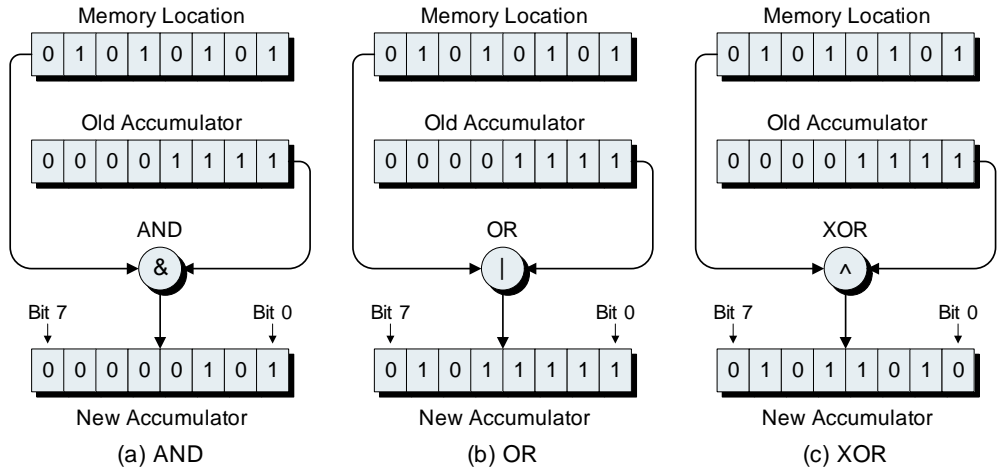 Memory Location
0 1 0 1 0 1 0 1
Old Accumulator
0 0 0 0 1 1 1 1
AND
&
Bit 7 Bit 0
0 0 0 0 0 1 0 1
New Accumulator
(a) AND
Memory Location
0 1 0 1 0 1 0 1
Old Accumulator
0 0 0 0 1 1 1 1
OR
|
Bit 7 Bit 0
0 1 0 1 1 1 1 1
New Accumulator
(b) OR
Memory Location
0 1 0 1 0 1 0 1
Old Accumulator
0 0 0 0 1 1 1 1
XOR
^
Bit 7 Bit 0
0 1 0 1 1 0 1 0
New Accumulator
(c) XOR